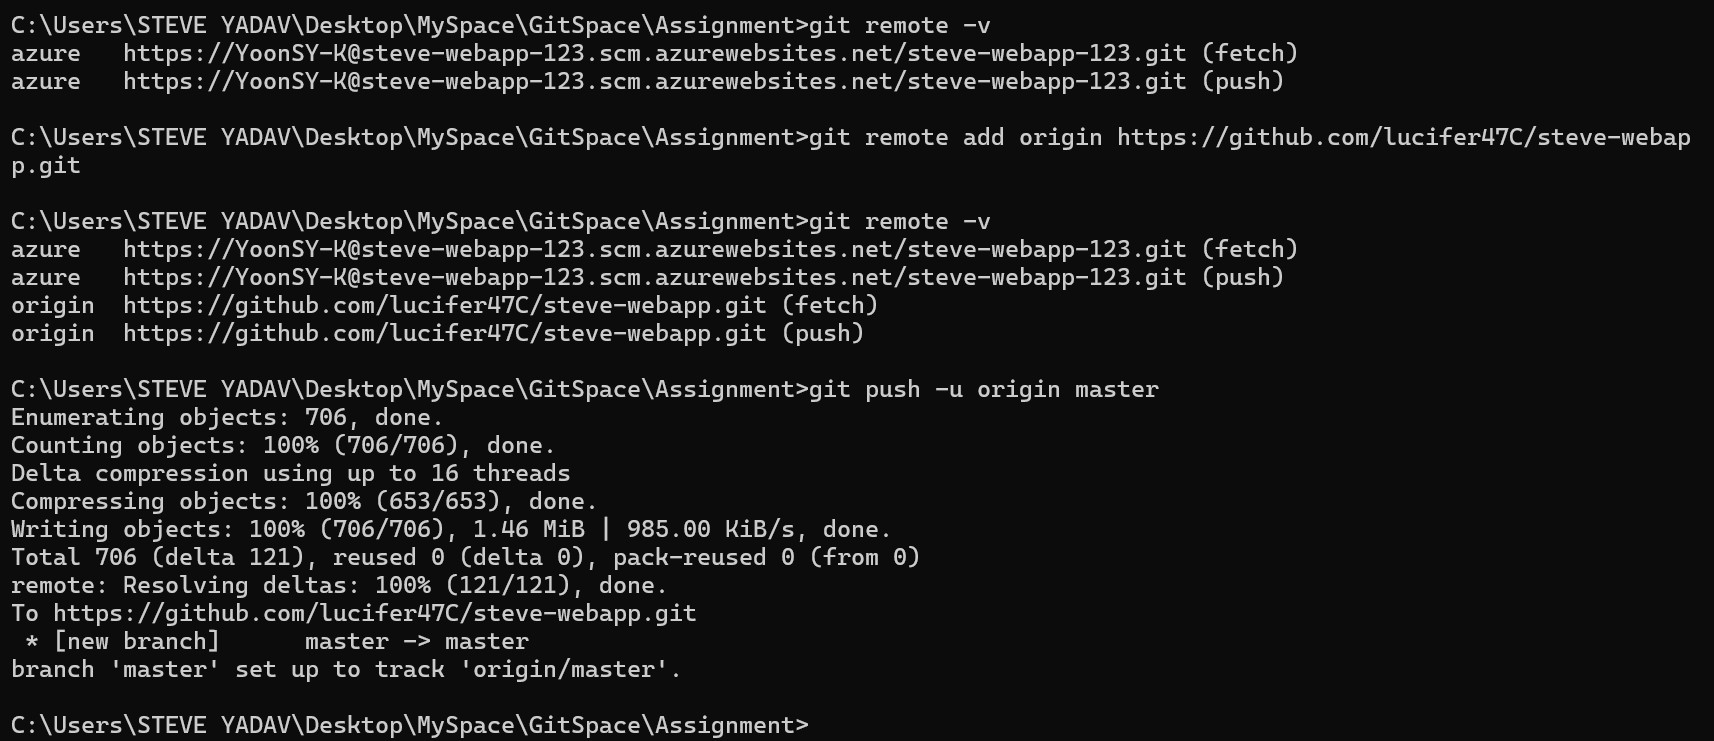 C:\Users\STEVE YADAV\Desktop\MySpace\GitSpace\Assignment>git remote -v
azure   https://YoonSY-K@steve-webapp-123.scm.azurewebsites.net/steve-webapp-123.git (fetch)
azure   https://YoonSY-K@steve-webapp-123.scm.azurewebsites.net/steve-webapp-123.git (push)
C:\Users\STEVE YADAV\Desktop\MySpace\GitSpace\Assignment>git remote add origin https://github.com/lucifer47C/steve-webap
p.git
C:\Users\STEVE YADAV\Desktop\MySpace\GitSpace\Assignment>git remote -v
azure   https://YoonSY-K@steve-webapp-123.scm.azurewebsites.net/steve-webapp-123.git (fetch)
azure   https://YoonSY-K@steve-webapp-123.scm.azurewebsites.net/steve-webapp-123.git (push)
origin  https://github.com/lucifer47C/steve-webapp.git (fetch)
origin  https://github.com/lucifer47C/steve-webapp.git (push)
C:\Users\STEVE YADAV\Desktop\MySpace\GitSpace\Assignment>git push -u origin master
Enumerating objects: 706, done.
Counting objects: 100% (706/706), done.
Delta compression using up to 16 threads
Compressing objects: 100% (653/653), done.
Writing objects: 100% (706/706), 1.46 MiB | 985.00 KiB/s, done.
Total 706 (delta 121), reused 0 (delta 0), pack-reused 0 (from 0)
remote: Resolving deltas: 100% (121/121), done.
To https://github.com/lucifer47C/steve-webapp.git
 * [new branch]      master -> master
branch 'master' set up to track 'origin/master'.
C:\Users\STEVE YADAV\Desktop\MySpace\GitSpace\Assignment>